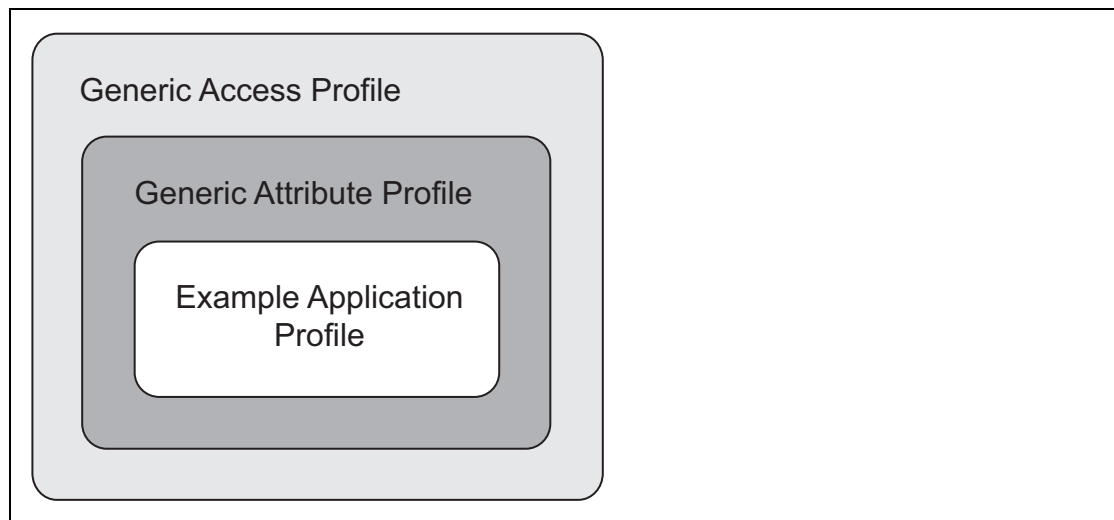 Generic Access Profile
Generic Attribute Profile
Example Application
Profile